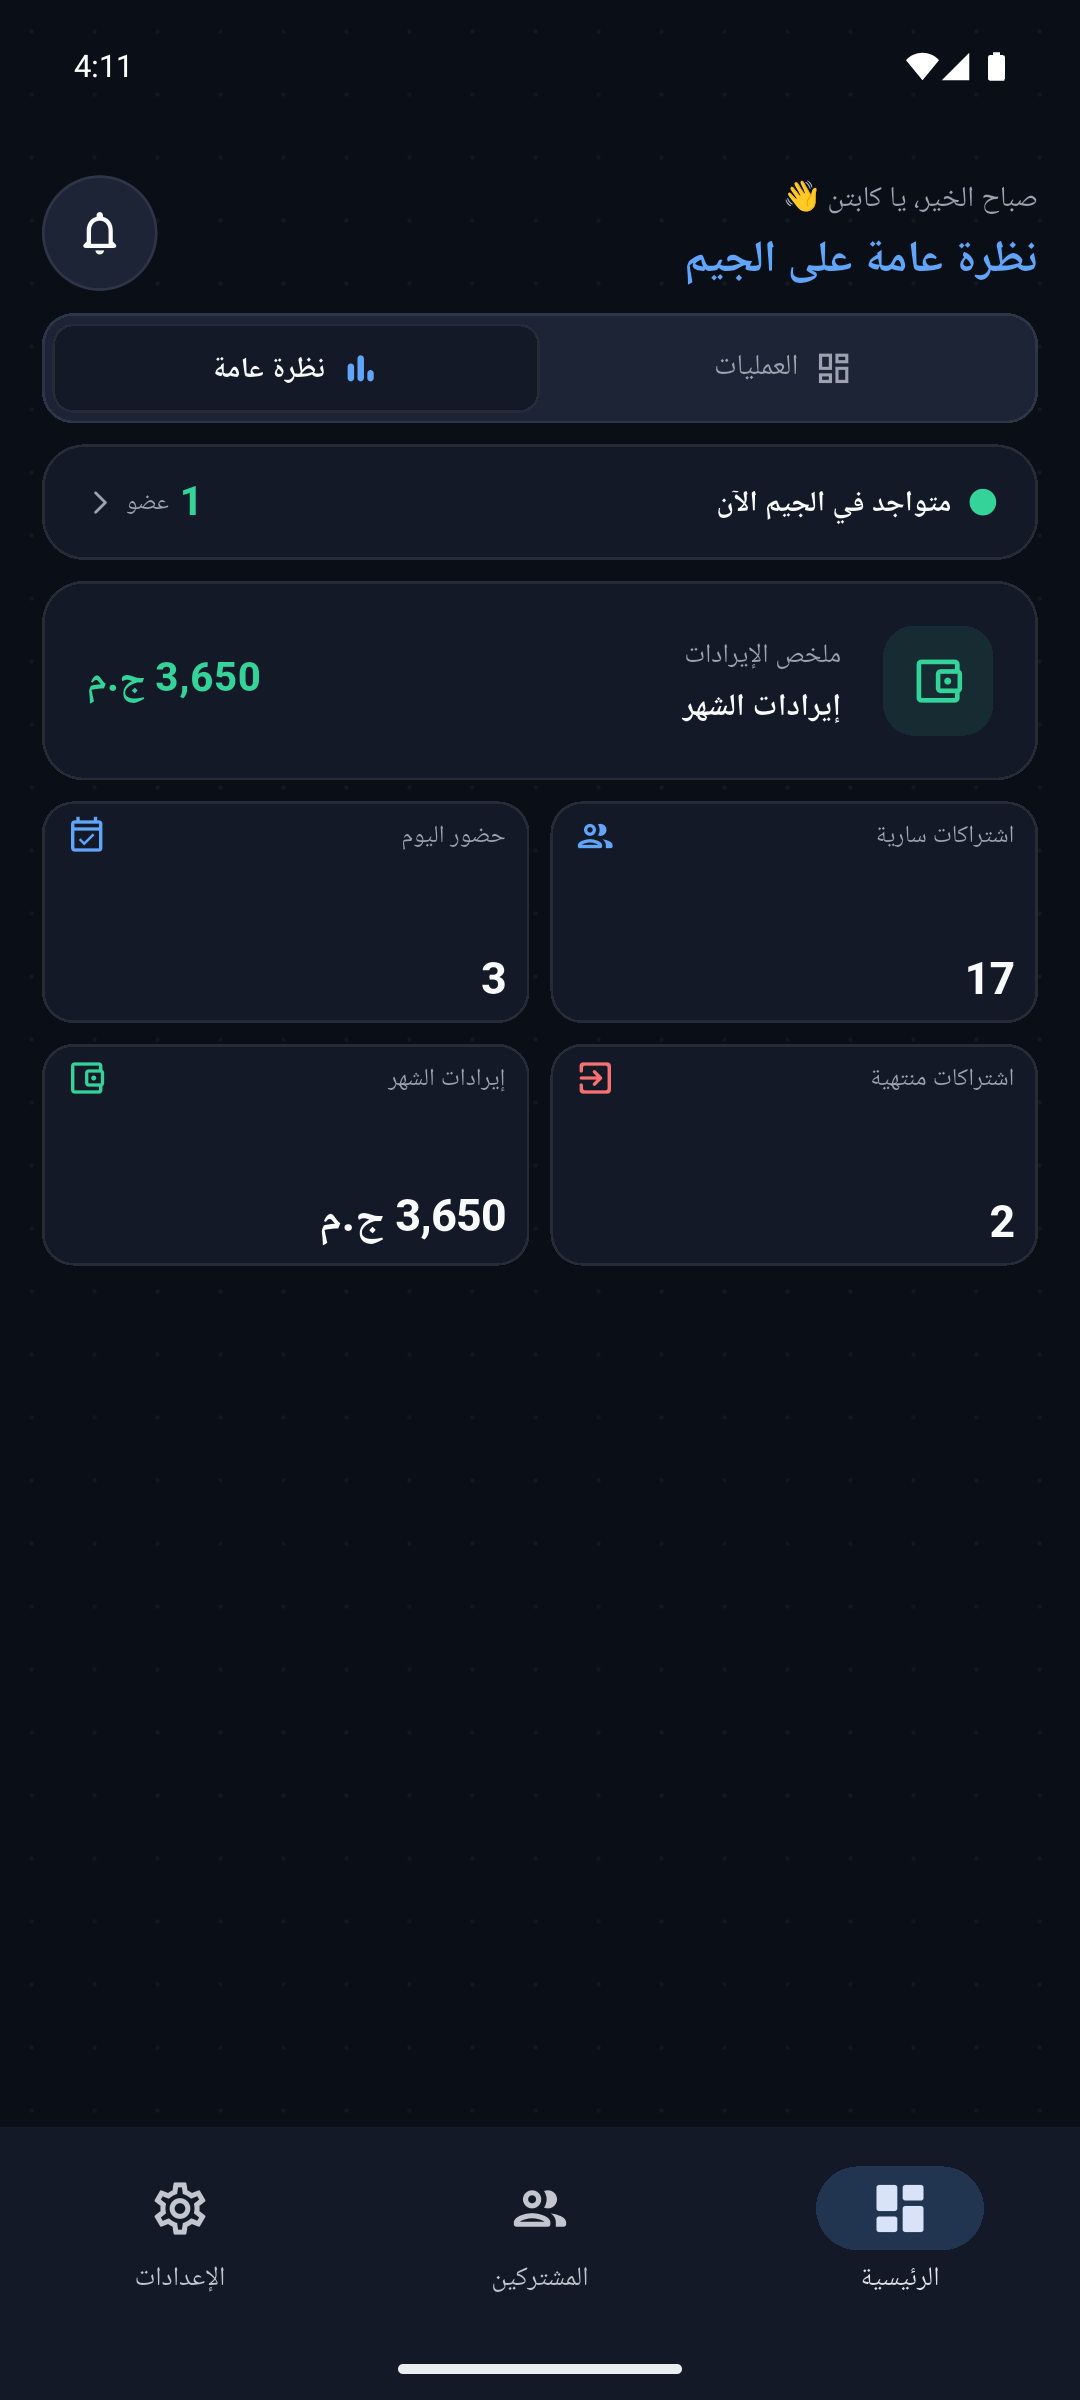 4:11
صباح الخير، يا كابتن 👋
نظرة عامة على الجيم
العمليات
نظرة عامة
متواجد في الجيم الآن
1 عضو
ملخص الإيرادات
إيرادات الشهر
3,650 ج.م
اشتراكات سارية
17
حضور اليوم
3
اشتراكات منتهية
2
إيرادات الشهر
3,650 ج.م
الرئيسية
المشتركين
الإعدادات